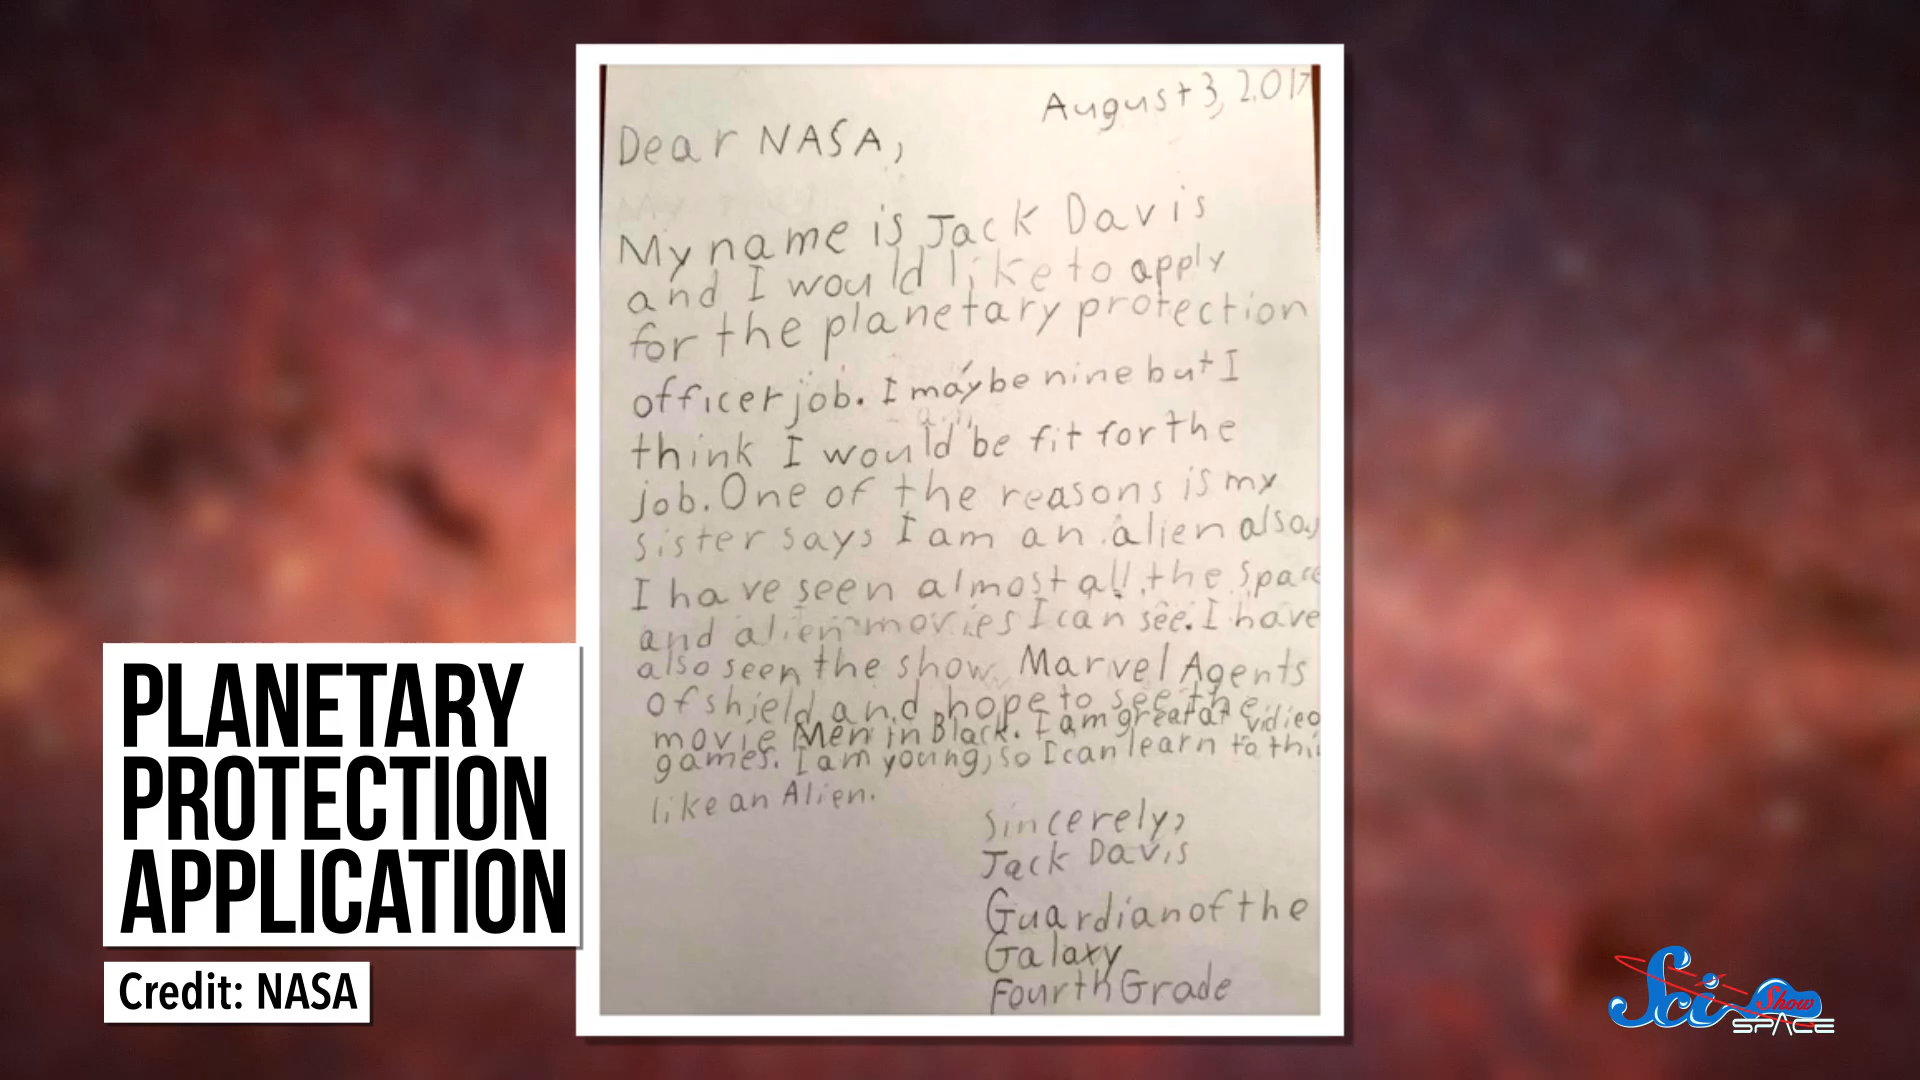 August 3, 2017
Dear NASA,
My name is Jack Davis
and I would like to apply
for the planetary protection
officer job. I may be nine but I
think I would be fit for the
job. One of the reasons is my
sister says I am an alien also,
I have seen almost all the space
and alien movies I can see. I have
also seen the show Marvel Agents
of shield and hope to see the
movie Men in Black. I am great at vidieo
games. I am young, so I can learn to thi
like an Alien.
Sincerely,
Jack Davis
Guardian of the
Galaxy
Fourth Grade
PLANETARY
PROTECTION
APPLICATION
Credit: NASA
SciShow
SPACE